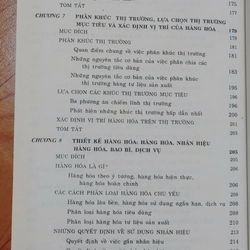 TÓM TẮT 175
CHƯƠNG 7 PHÂN KHÚC THỊ TRƯỜNG, LỰA CHỌN THỊ TRƯỜNG
MỤC TIÊU VÀ XÁC ĐỊNH VỊ TRÍ CỦA HÀNG HÓA 178
MỤC ĐÍCH
PHÂN KHÚC THỊ TRƯỜNG
Quan điểm chung về việc phân khúc thị trường
Những nguyên tắc cơ bản của việc phân chia các
thị trường tiêu dùng
Những nguyên tắc cơ bản của việc phân khúc
thị trường hàng tư liệu sản xuất
CHỌN CÁC KHÚC THỊ TRƯỜNG MỤC TIÊU
Ba phương án chiếm lĩnh thị trường
Phát hiện những khúc thị trường hấp dẫn nhất
XÁC ĐỊNH VỊ TRÍ HÀNG HÓA TRÊN THỊ TRƯỜNG
TÓM TẮT
CHƯƠNG 8 THIẾT KẾ HÀNG HÓA: HÀNG HÓA, NHÃN HIỆU
HÀNG HÓA, BAO BÌ, DỊCH VỤ 205
MỤC ĐÍCH
HÀNG HÓA LÀ GÌ?
Hàng hóa theo ý tưởng, hàng hóa hiện thực,
hàng hóa hoàn chỉnh
CÁC CÁCH PHÂN LOẠI HÀNG HÓA CHỦ YẾU
Hàng hóa lâu bền, hàng hóa sử dụng ngắn hạn, dịch vụ
Phân loại hàng tiêu dùng
Phân loại hàng tư liệu sản xuất
NHỮNG QUYẾT ĐỊNH VỀ SỬ DỤNG NHÃN HIỆU
Quyết định về việc gắn nhãn hiệu